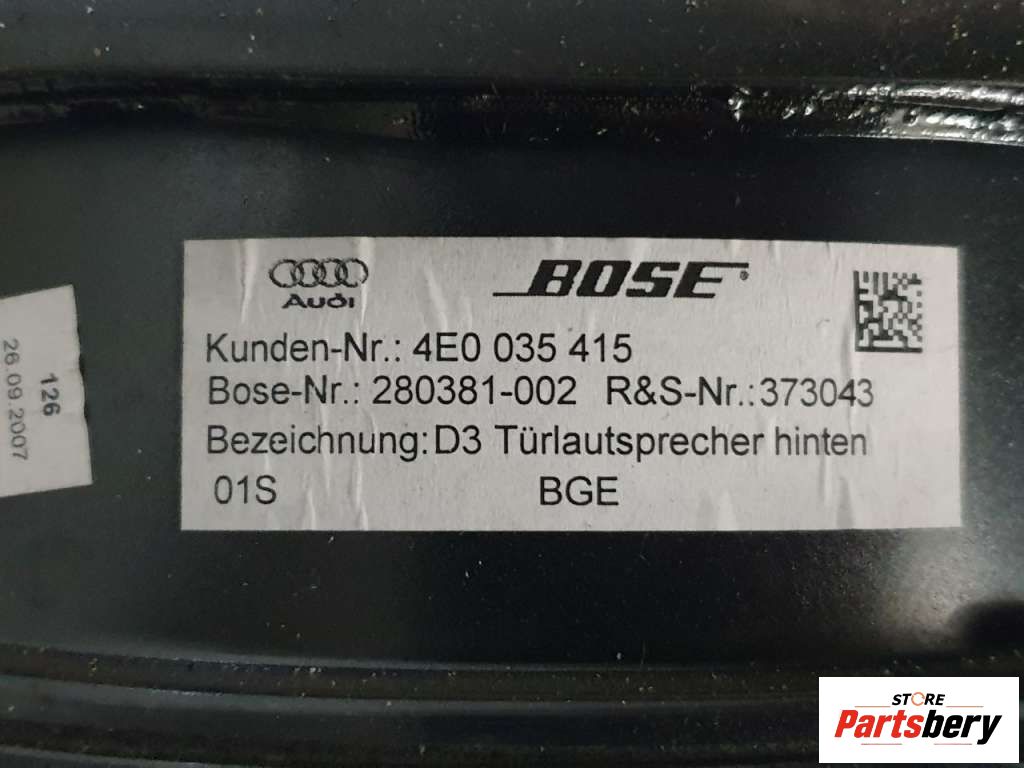 Audi
BOSE®
Kunden-Nr.: 4E0 035 415
Bose-Nr.: 280381-002 R&S-Nr.:373043
Bezeichnung: D3 Türlautsprecher hinten
01S BGE
126
26.09.2007
STORE
Partsbery